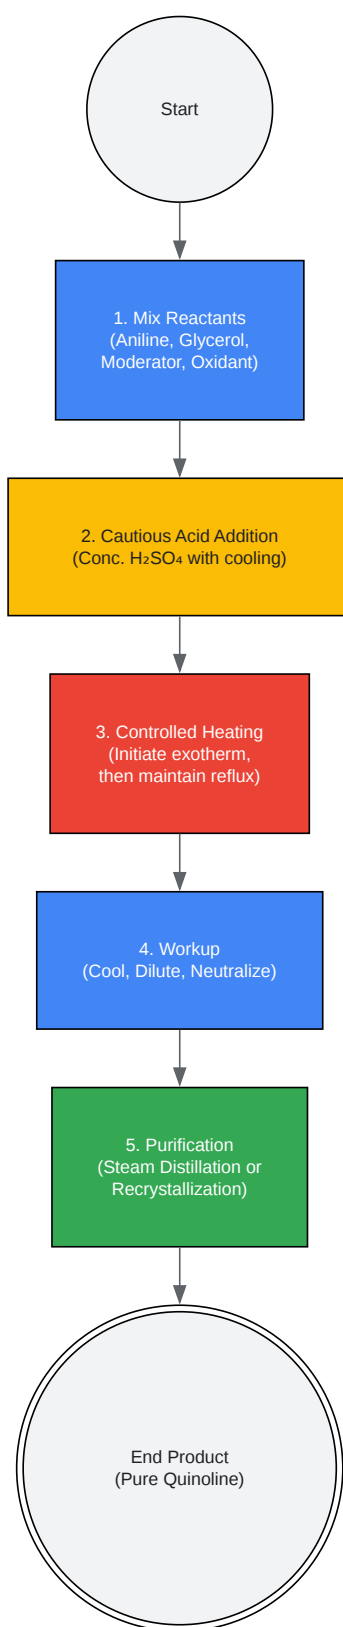 Start
1. Mix Reactants
(Aniline, Glycerol,
Moderator, Oxidant)
2. Cautious Acid Addition
(Conc. H₂SO₄ with cooling)
3. Controlled Heating
(Initiate exotherm,
then maintain reflux)
4. Workup
(Cool, Dilute, Neutralize)
5. Purification
(Steam Distillation or
Recrystallization)
End Product
(Pure Quinoline)